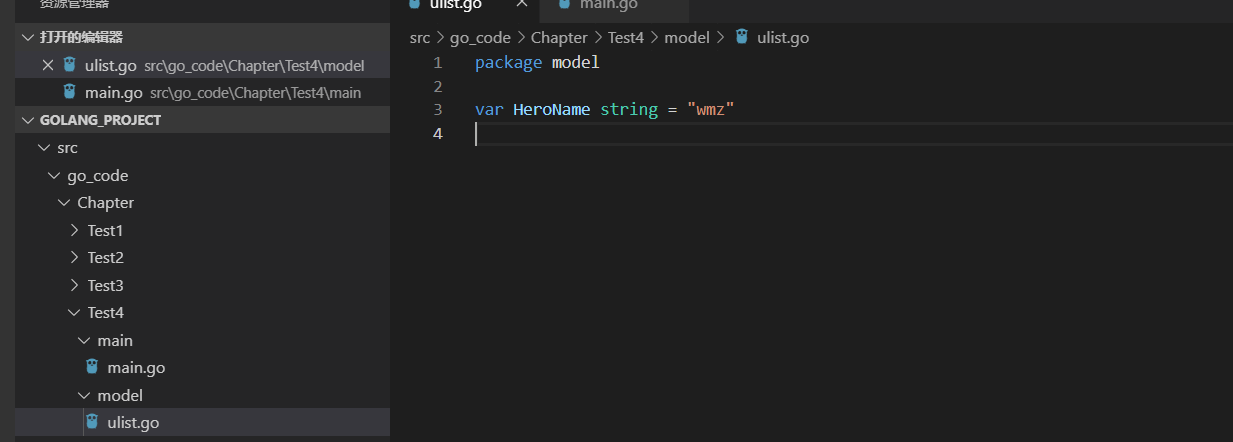 资源管理器
打开的编辑器
ulist.go src\go_code\Chapter\Test4\model
main.go src\go_code\Chapter\Test4\main
GOLANG_PROJECT
src
go_code
Chapter
Test1
Test2
Test3
Test4
main
main.go
model
ulist.go
ulist.go main.go
src > go_code > Chapter > Test4 > model > ulist.go
1 package model
2
3 var HeroName string = "wmz"
4